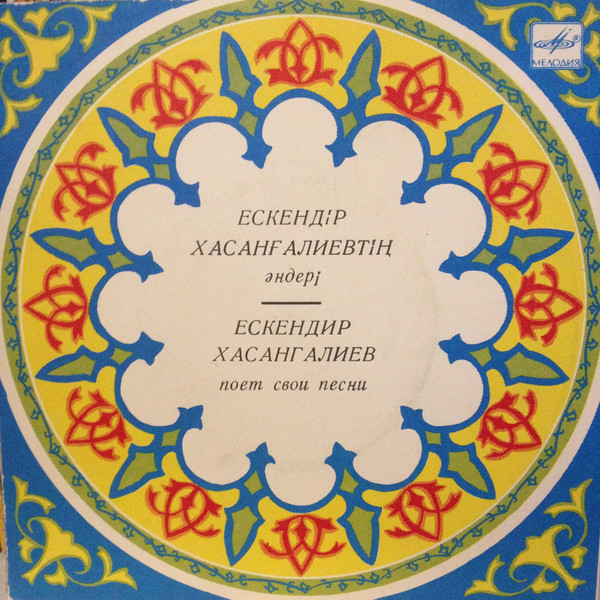 МЕЛОДИЯ
ЕСКЕНДІР
ХАСАНҒАЛИЕВТІҢ
әндері
ЕСКЕНДИР
ХАСАНГАЛИЕВ
поет свои песни